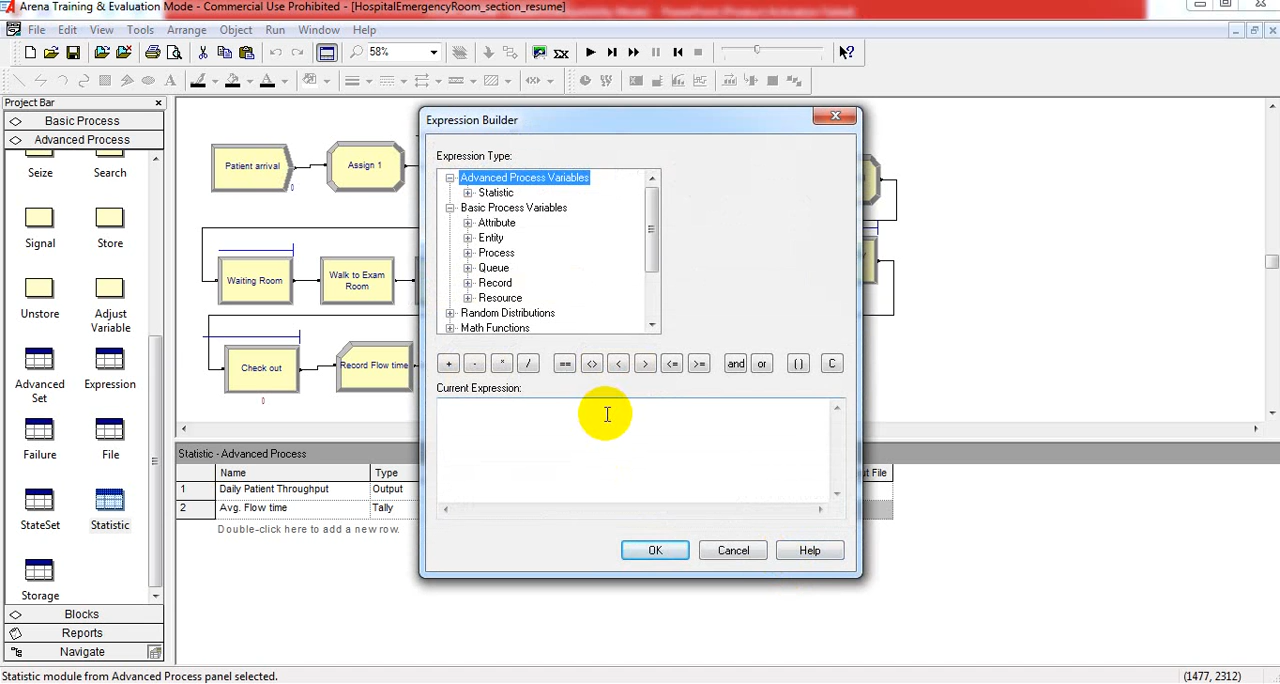 Arena Training & Evaluation Mode - Commercial Use Prohibited - [HospitalEmergencyRoom_section_resume]
File Edit View Tools Arrange Object Run Window Help
58%
Project Bar
Basic Process
Advanced Process
Seize Search
Signal Store
Unstore Adjust Variable
Advanced Set Expression
Failure File
StateSet Statistic
Storage
Blocks
Reports
Navigate
Patient arrival
0
Assign 1
Waiting Room
Walk to Exam
Room
Check out
0
Record Flow time
Expression Builder
Expression Type:
Advanced Process Variables
Statistic
Basic Process Variables
Attribute
Entity
Process
Queue
Record
Resource
Random Distributions
Math Functions
+ - * / == <> < > <= >= and or ( ) C
Current Expression:
OK Cancel Help
Statistic - Advanced Process
Name Type ut File
1 Daily Patient Throughput Output
2 Avg. Flow time Tally
Double-click here to add a new row.
Statistic module from Advanced Process panel selected.
(1477, 2312)